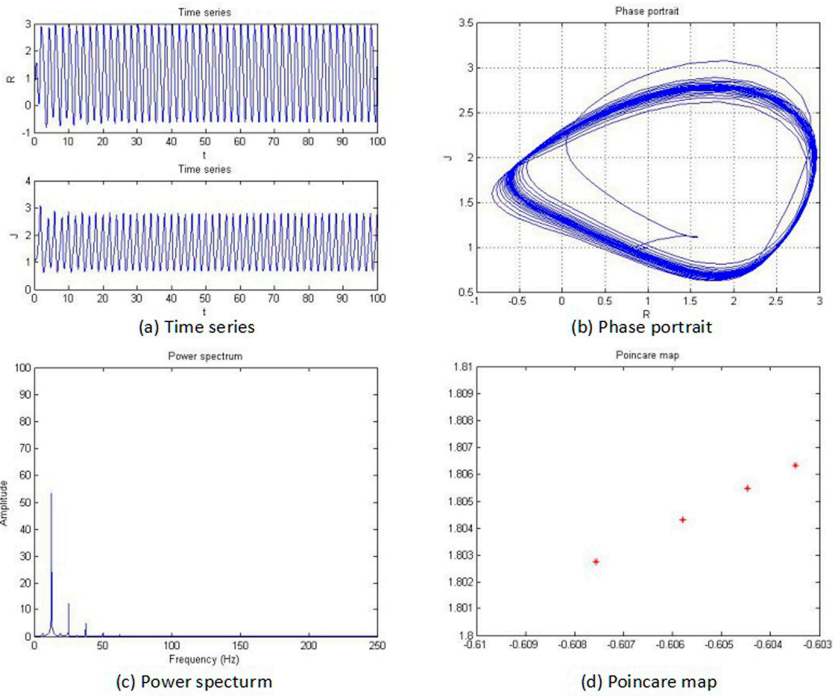 Time series
3
2
1
0
-1
R
0 10 20 30 40 50 60 70 80 90 100
t
Time series
4
3
2
1
0
J
0 10 20 30 40 50 60 70 80 90 100
t
(a) Time series
Phase portrait
3.5
3
2.5
2
1.5
1
0.5
J
-1 -0.5 0 0.5 1 1.5 2 2.5 3
R
(b) Phase portrait
Power spectrum
100
90
80
70
60
50
40
30
20
10
0
Amplitude
0 50 100 150 200 250
Frequency (Hz)
(c) Power specturm
Poincare map
1.81
1.809
1.808
1.807
1.806
1.805
1.804
1.803
1.802
1.801
1.8
-0.61 -0.609 -0.608 -0.607 -0.606 -0.605 -0.604 -0.603
(d) Poincare map